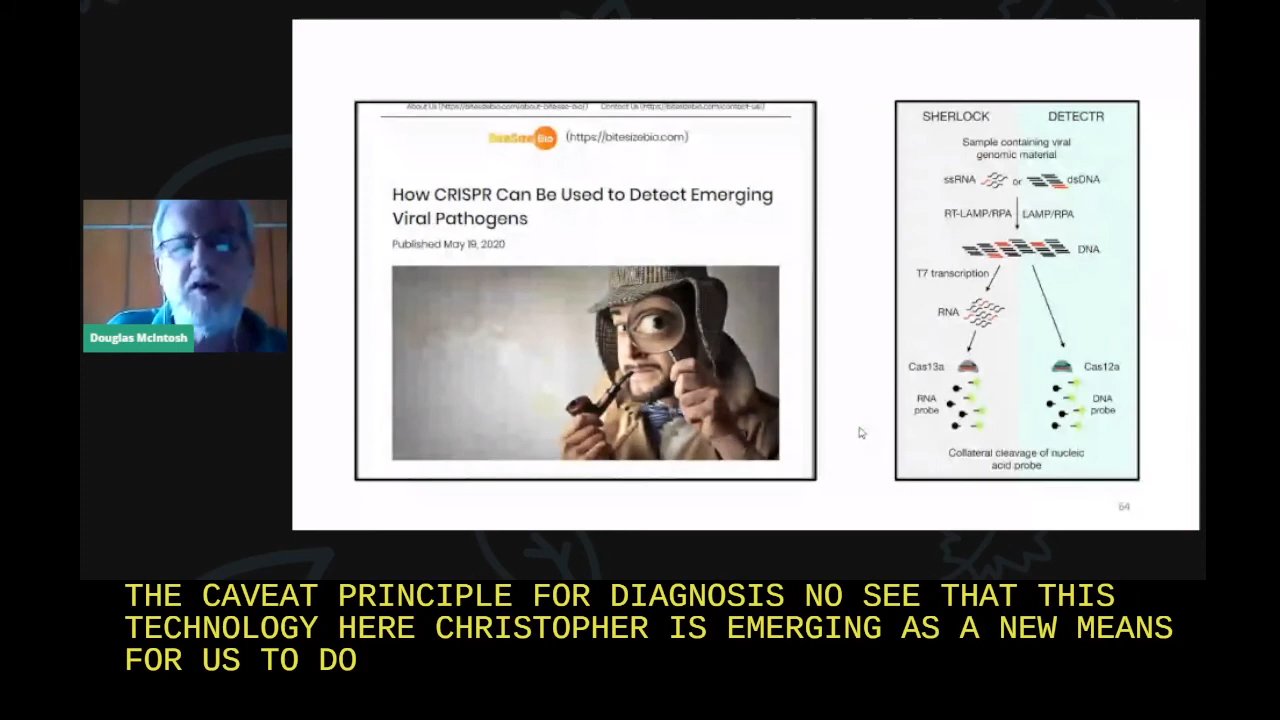 About Us (https://bitesizebio.com/about-bitesize-bio/) Contact Us (https://bitesizebio.com/contact-us/)
BiteSize Bio (https://bitesizebio.com)
How CRISPR Can Be Used to Detect Emerging
Viral Pathogens
Published May 19, 2020
SHERLOCK DETECTR
Sample containing viral
genomic material
ssRNA or dsDNA
RT-LAMP/RPA LAMP/RPA
DNA
T7 transcription
RNA
Cas13a Cas12a
RNA
probe
DNA
probe
Collateral cleavage of nucleic
acid probe
64
Douglas McIntosh
THE CAVEAT PRINCIPLE FOR DIAGNOSIS NO SEE THAT THIS
TECHNOLOGY HERE CHRISTOPHER IS EMERGING AS A NEW MEANS
FOR US TO DO